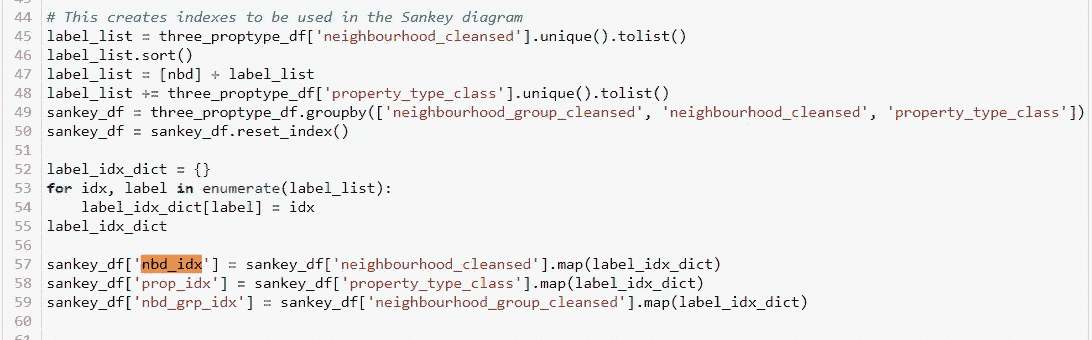 44 # This creates indexes to be used in the Sankey diagram
45 label_list = three_proptype_df['neighbourhood_cleansed'].unique().tolist()
46 label_list.sort()
47 label_list = [nbd] + label_list
48 label_list += three_proptype_df['property_type_class'].unique().tolist()
49 sankey_df = three_proptype_df.groupby(['neighbourhood_group_cleansed', 'neighbourhood_cleansed', 'property_type_class'])
50 sankey_df = sankey_df.reset_index()
51
52 label_idx_dict = {}
53 for idx, label in enumerate(label_list):
54     label_idx_dict[label] = idx
55 label_idx_dict
56
57 sankey_df['nbd_idx'] = sankey_df['neighbourhood_cleansed'].map(label_idx_dict)
58 sankey_df['prop_idx'] = sankey_df['property_type_class'].map(label_idx_dict)
59 sankey_df['nbd_grp_idx'] = sankey_df['neighbourhood_group_cleansed'].map(label_idx_dict)
60